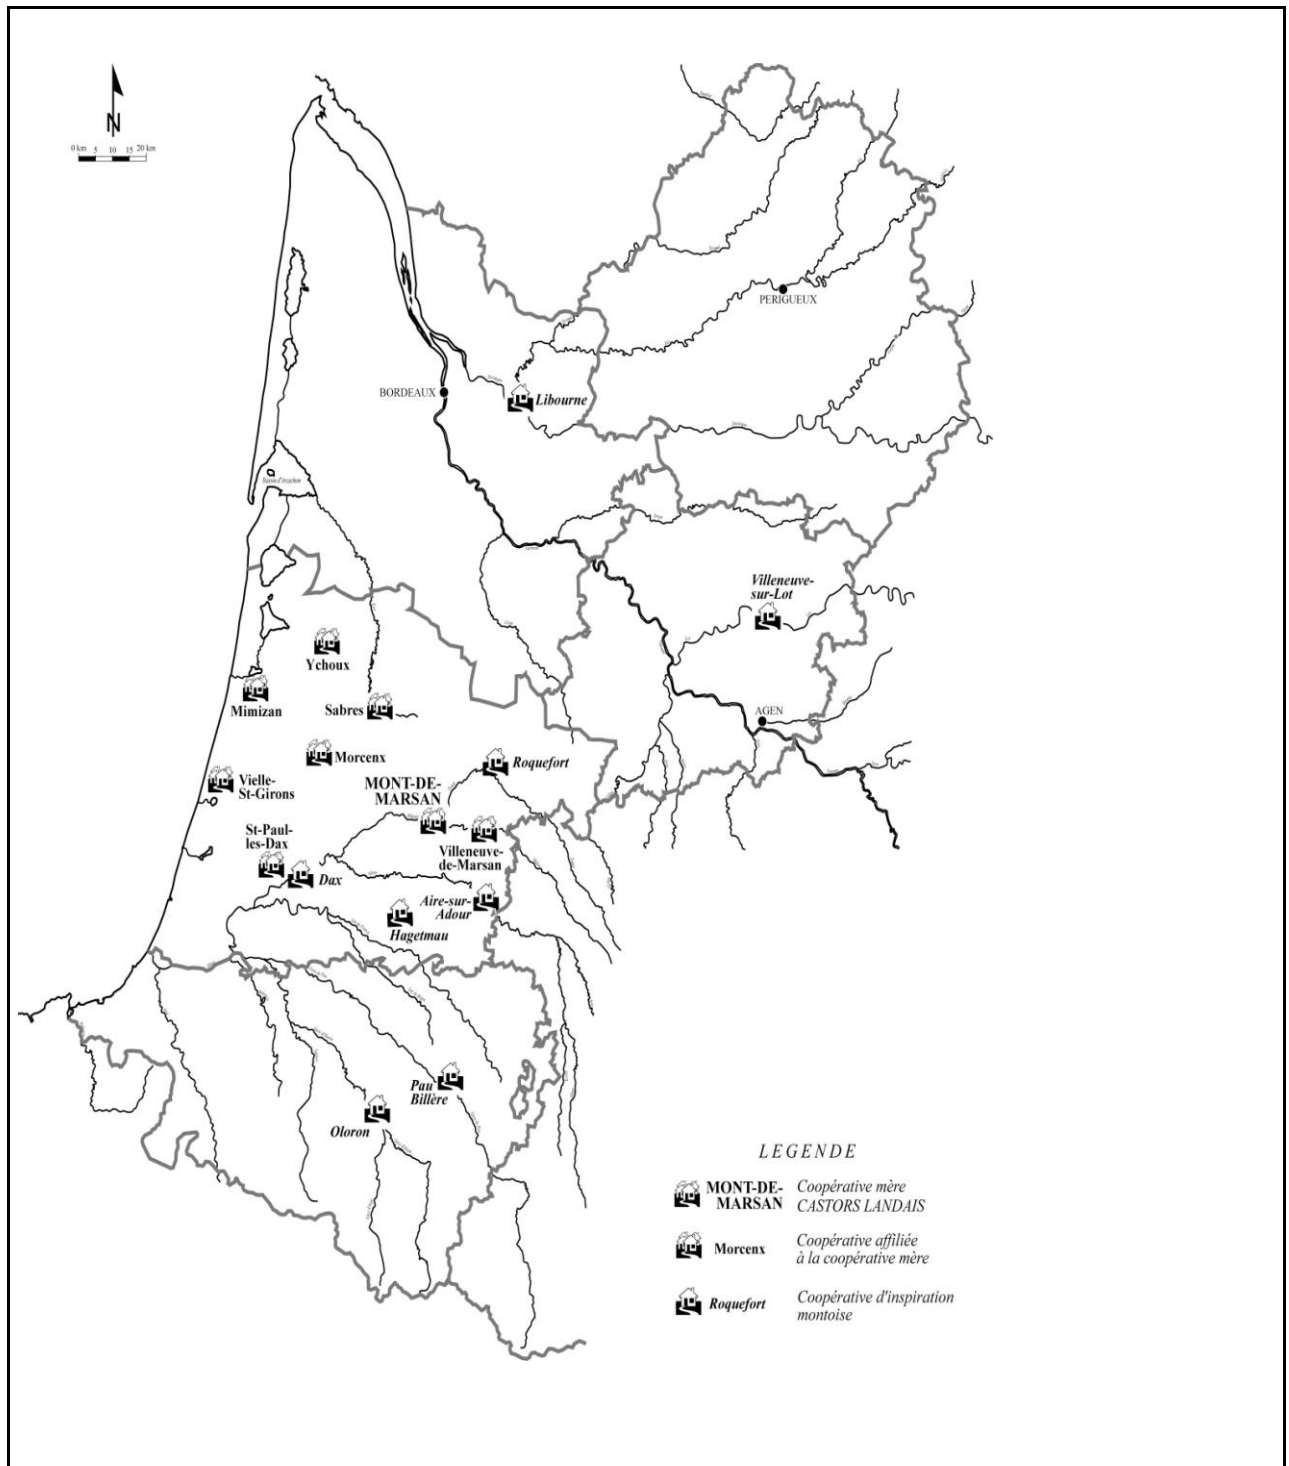 N
0 km 5 10 15 20 km
PERIGUEUX
BORDEAUX
Libourne
Bassin d'Arcachon
Villeneuve-
sur-Lot
Ychoux
Mimizan
Sabres
AGEN
Morcenx
Roquefort
Vielle-
St-Girons
MONT-DE-
MARSAN
St-Paul-
les-Dax
Villeneuve-
de-Marsan
Dax
Aire-sur-
Adour
Hagetmau
Pau
Billère
Oloron
LEGENDE
MONT-DE-
MARSAN
Coopérative mère
CASTORS LANDAIS
Morcenx
Coopérative affiliée
à la coopérative mère
Roquefort
Coopérative d'inspiration
montoise